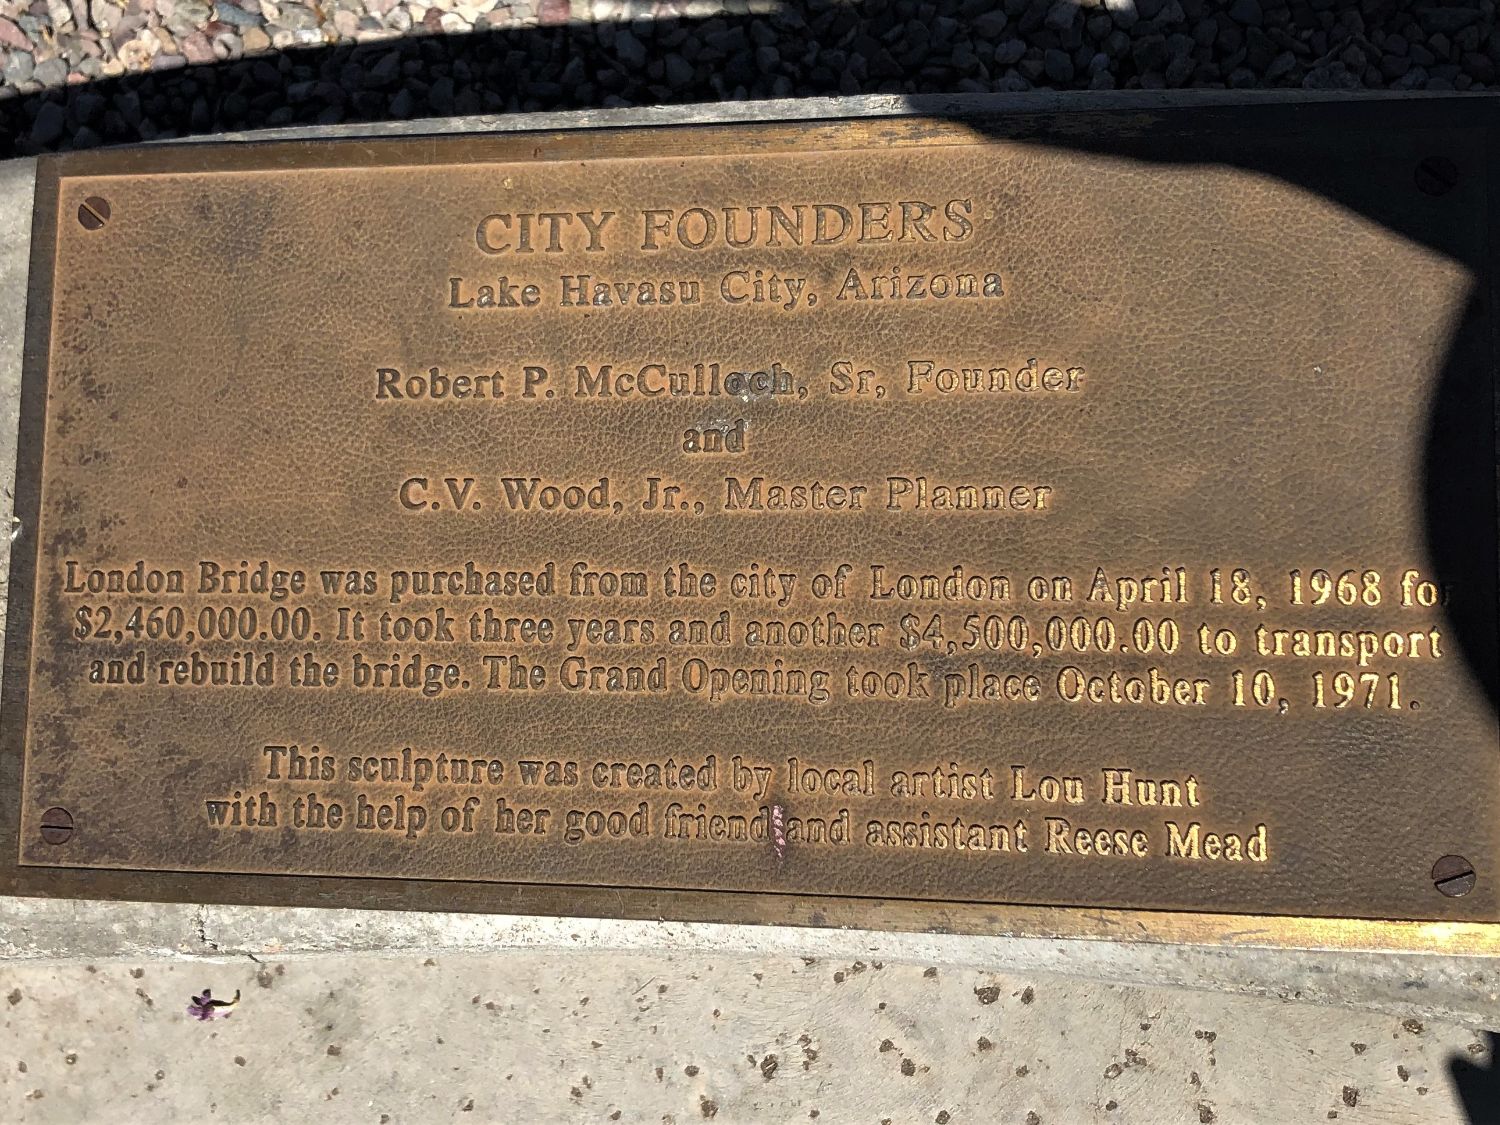 CITY FOUNDERS
Lake Havasu City, Arizona
Robert P. McCulloch, Sr, Founder
and
C.V. Wood, Jr., Master Planner
London Bridge was purchased from the city of London on April 18, 1968 for
$2,460,000.00. It took three years and another $4,500,000.00 to transport
and rebuild the bridge. The Grand Opening took place October 10, 1971.
This sculpture was created by local artist Lou Hunt
with the help of her good friend and assistant Reese Mead